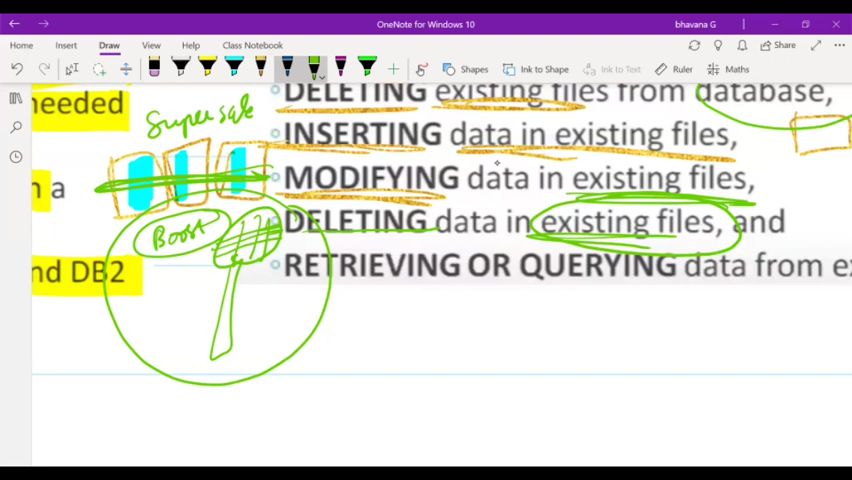 OneNote for Windows 10
bhavana G
Home Insert Draw View Help Class Notebook
Share
Shapes Ink to Shape Ink to Text Ruler Maths
needed
DELETING existing files from database,
Super sale
INSERTING data in existing files,
n a
MODIFYING data in existing files,
Boost
DELETING data in existing files, and
nd DB2
RETRIEVING OR QUERYING data from ex